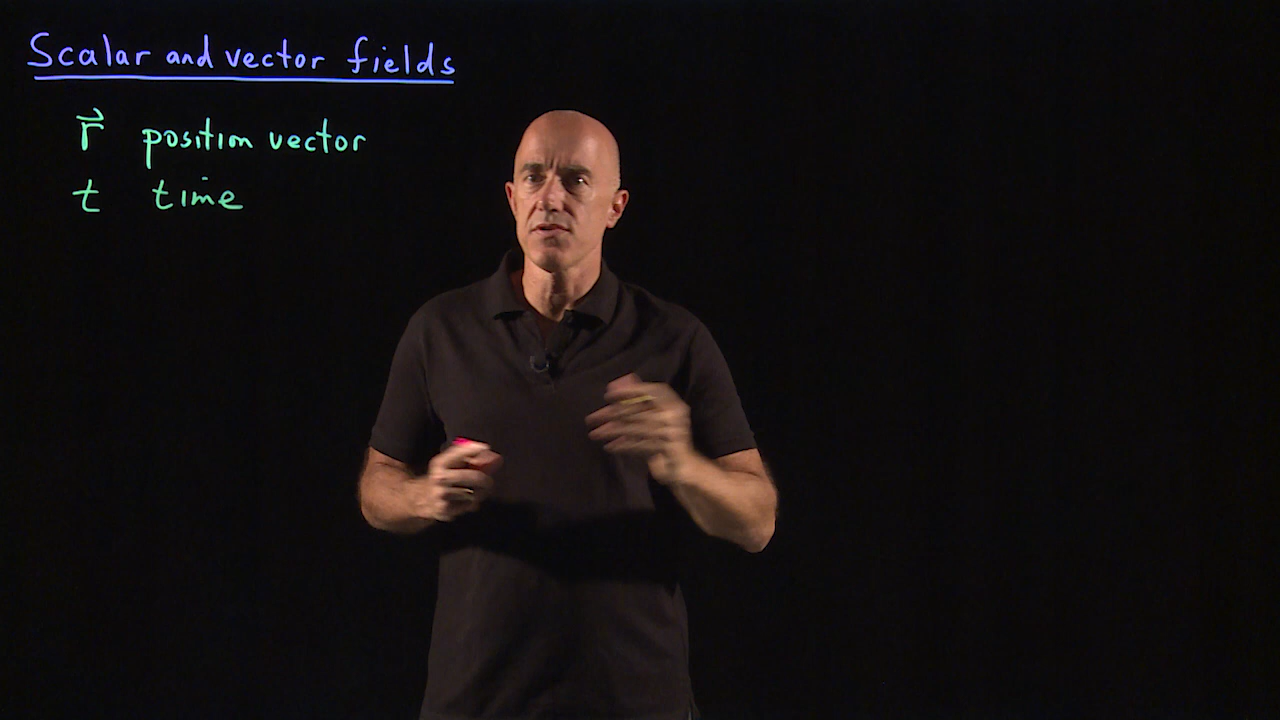 Scalar and vector fields
r⃗ position vector
t time